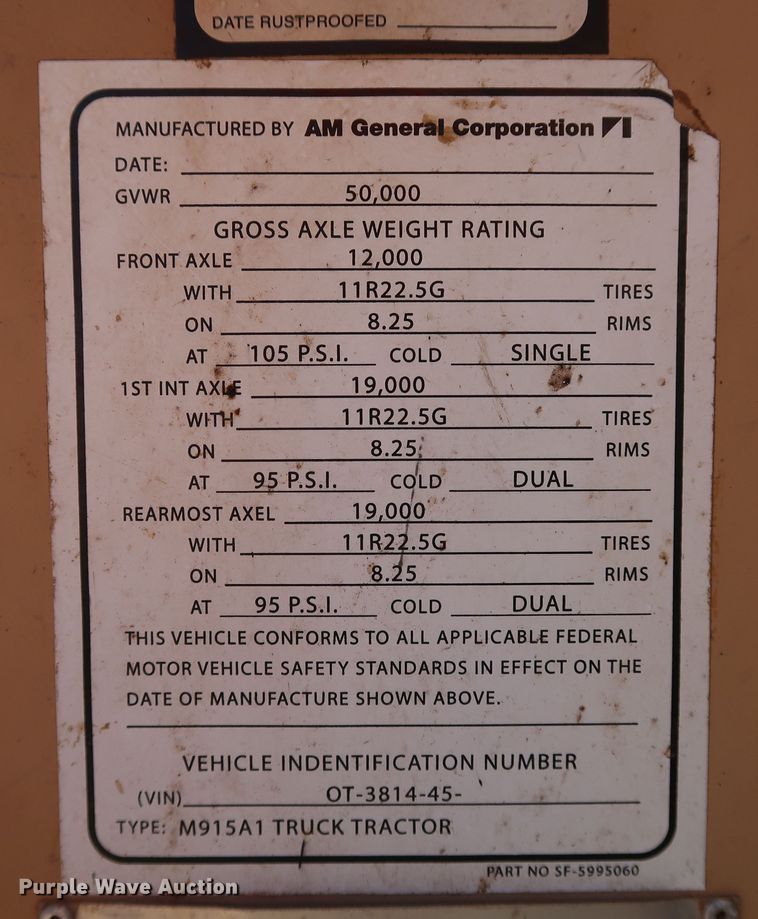 DATE RUSTPROOFED
MANUFACTURED BY AM General Corporation
DATE:
GVWR 50,000
GROSS AXLE WEIGHT RATING
FRONT AXLE 12,000
WITH 11R22.5G TIRES
ON 8.25 RIMS
AT 105 P.S.I. COLD SINGLE
1ST INT AXLE 19,000
WITH 11R22.5G TIRES
ON 8.25 RIMS
AT 95 P.S.I. COLD DUAL
REARMOST AXEL 19,000
WITH 11R22.5G TIRES
ON 8.25 RIMS
AT 95 P.S.I. COLD DUAL
THIS VEHICLE CONFORMS TO ALL APPLICABLE FEDERAL
MOTOR VEHICLE SAFETY STANDARDS IN EFFECT ON THE
DATE OF MANUFACTURE SHOWN ABOVE.
VEHICLE INDENTIFICATION NUMBER
(VIN) OT-3814-45-
TYPE: M915A1 TRUCK TRACTOR
PART NO SF-5995060
Purple Wave Auction